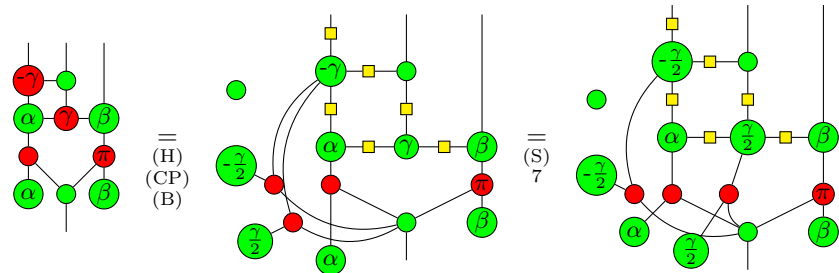 -γ
α γ β
π
α β
=
(H)
(CP)
(B)
-γ
α γ β
-γ/2
π
γ/2 β
α
=
(S)
7
-γ/2
α γ/2 β
-γ/2
π
α γ/2 β